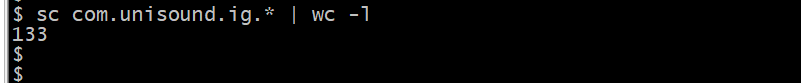 $ sc com.unisound.ig.* | wc -l
133
$
$